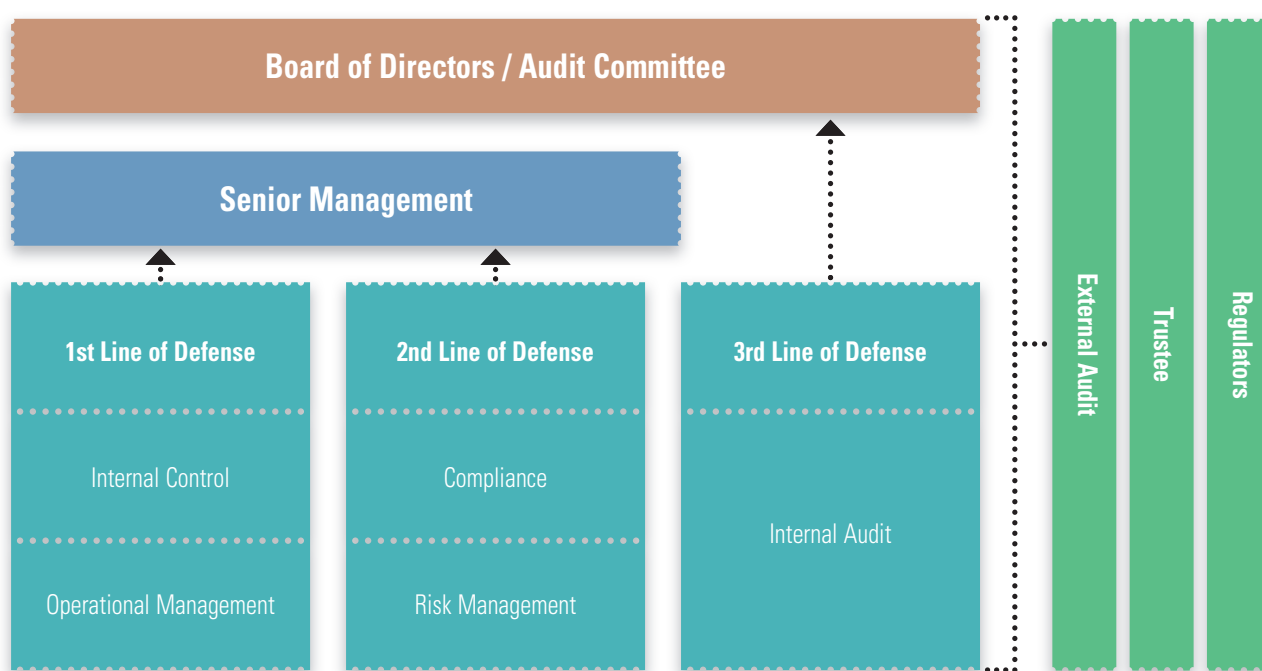 Board of Directors / Audit Committee
Senior Management
1st Line of Defense
Internal Control
Operational Management
2nd Line of Defense
Compliance
Risk Management
3rd Line of Defense
Internal Audit
External Audit
Trustee
Regulators